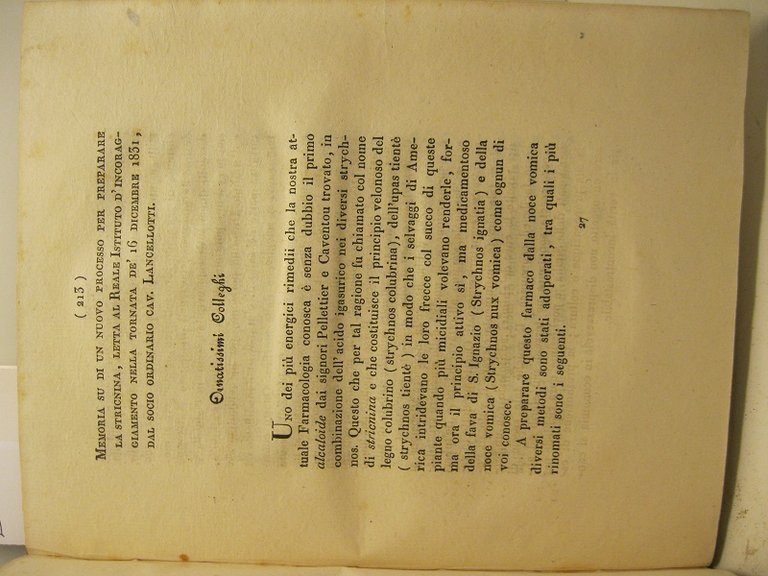 ( 213 )
Memoria su di un nuovo processo per preparare
la stricnina, letta al Reale Istituto d'incorag-
giamento nella tornata de' 16 dicembre 1831,
dal socio ordinario cav. Lancellotti.
Ornatissimi Colleghi
Uno dei più energici rimedii che la nostra at-
tuale Farmacologia conosca è senza dubbio il primo
alcaloide dai signori Pellettier e Caventou trovato, in
combinazione dell'acido igasurico nei diversi strych-
nos. Questo che per tal ragione fu chiamato col nome
di stricnina e che costituisce il principio velonoso del
legno colubrino (strychnos colubrina), dell'upas tientè
( strychnos tientè ) in modo che i selvaggi di Ame-
rica intridevano le loro frecce col succo di queste
piante quando più micidiali volevano renderle, for-
ma ora il principio attivo sì, ma medicamentoso
della fava di S. Ignazio (Strychnos ignatia) e della
noce vomica (Strychnos nux vomica) come ognun di
voi conosce.
A preparare questo farmaco dalla noce vomica
diversi metodi sono stati adoperati, tra quali i più
rinomati sono i seguenti.
27